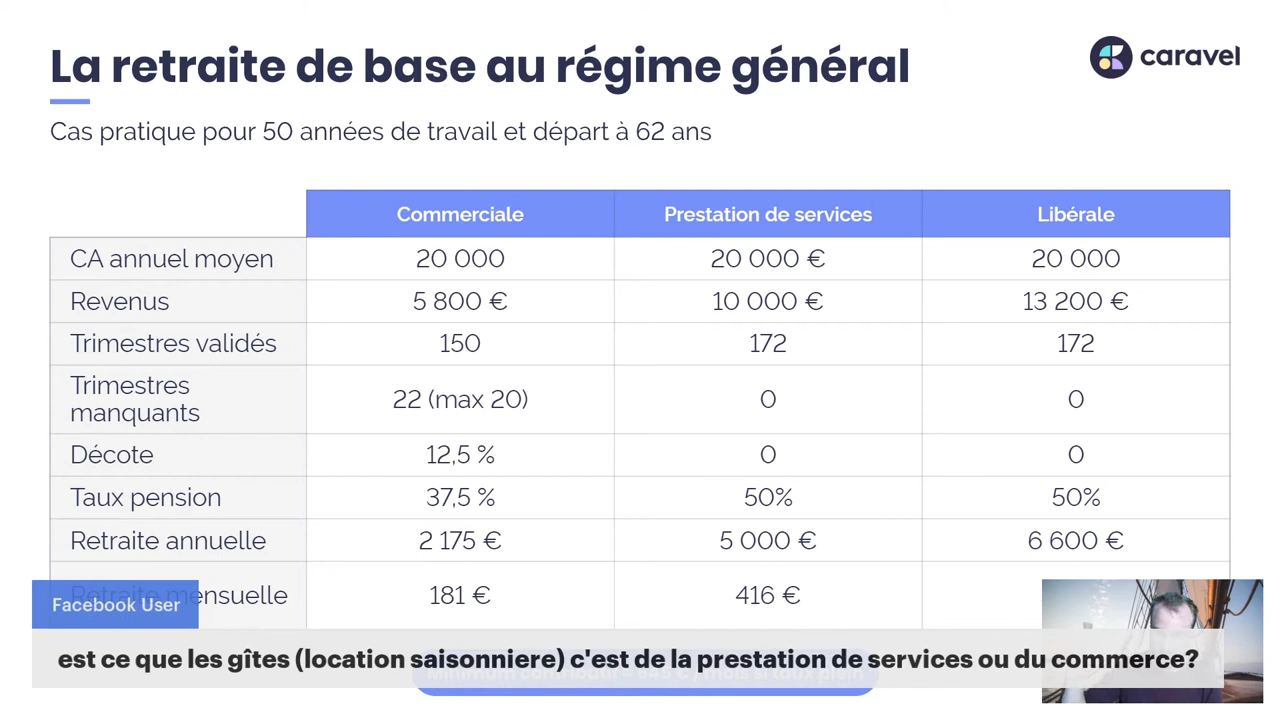 La retraite de base au régime général
caravel
Cas pratique pour 50 années de travail et départ à 62 ans
Commerciale Prestation de services Libérale
CA annuel moyen 20 000 20 000 € 20 000
Revenus 5 800 € 10 000 € 13 200 €
Trimestres validés 150 172 172
Trimestres
manquants 22 (max 20) 0 0
Décote 12,5 % 0 0
Taux pension 37,5 % 50% 50%
Retraite annuelle 2 175 € 5 000 € 6 600 €
Retraite mensuelle 181 € 416 €
Facebook User
est ce que les gîtes (location saisonniere) c'est de la prestation de services ou du commerce?